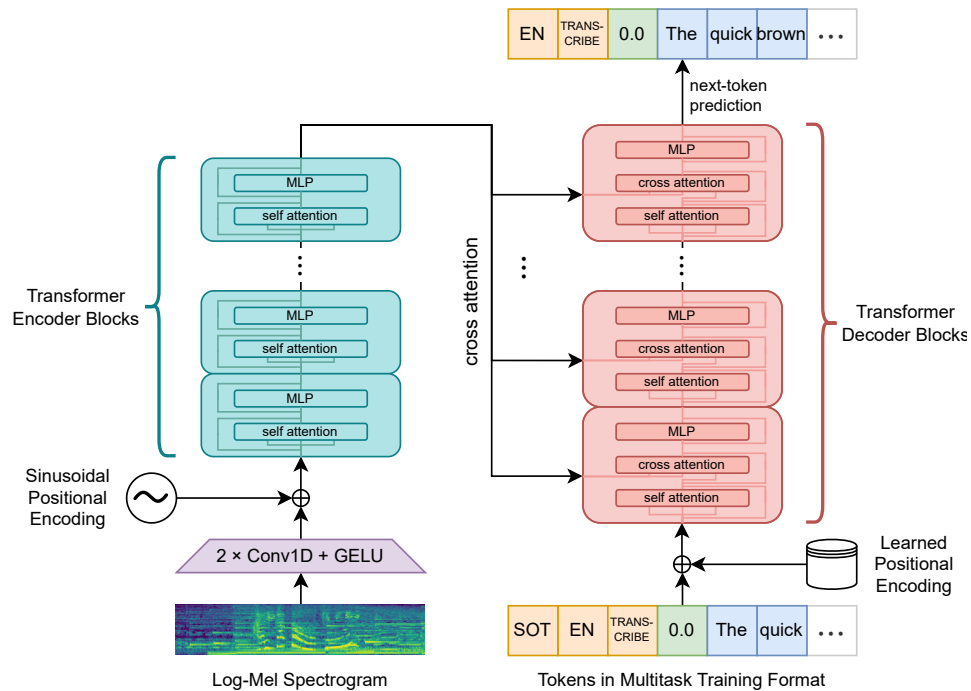 EN TRANS-CRIBE 0.0 The quick brown ...
next-token
prediction
MLP
self attention
MLP
self attention
MLP
self attention
Transformer
Encoder Blocks
cross attention
MLP
cross attention
self attention
MLP
cross attention
self attention
MLP
cross attention
self attention
Transformer
Decoder Blocks
Sinusoidal
Positional
Encoding
2 × Conv1D + GELU
Learned
Positional
Encoding
SOT EN TRANS-CRIBE 0.0 The quick ...
Log-Mel Spectrogram
Tokens in Multitask Training Format